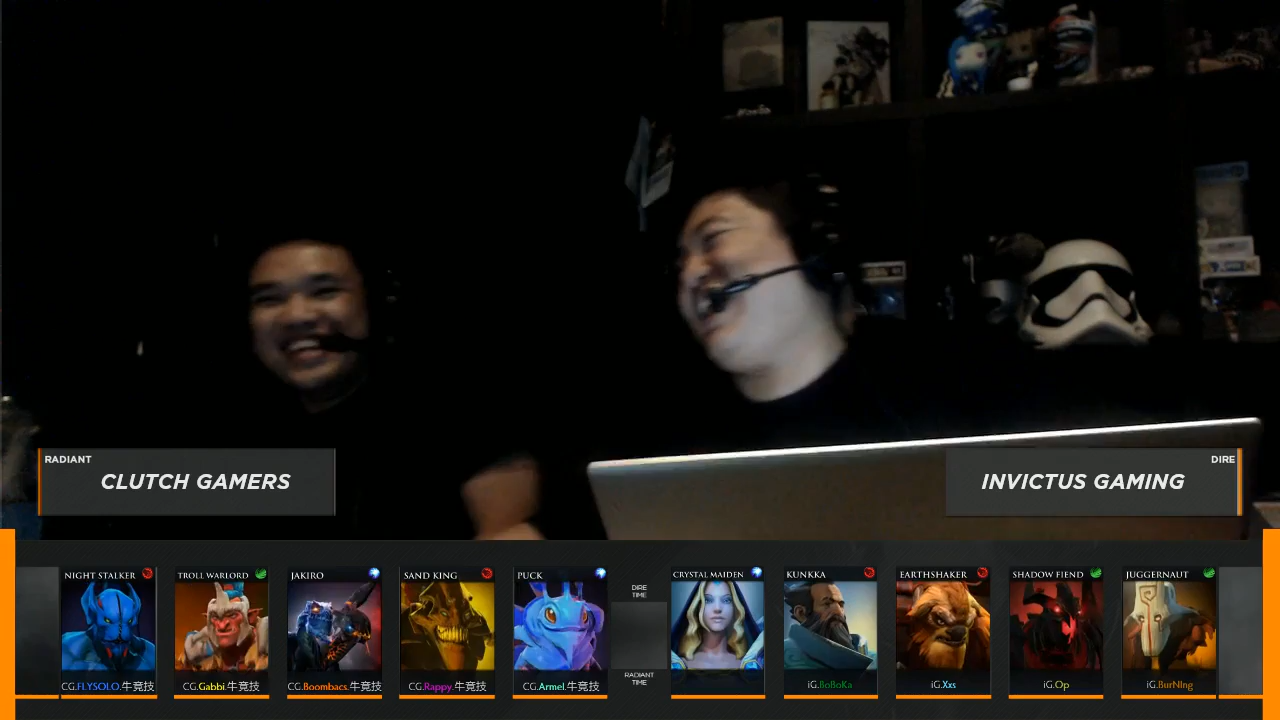 RADIANT
CLUTCH GAMERS
DIRE
INVICTUS GAMING
NIGHT STALKER
TROLL WARLORD
JAKIRO
SAND KING
PUCK
DIRE
TIME
CRYSTAL MAIDEN
KUNKKA
EARTHSHAKER
SHADOW FIEND
JUGGERNAUT
RADIANT
TIME
CG.FLYSOLO.牛竞技
CG.Gabbi.牛竞技
CG.Boombacs.牛竞技
CG.Rappy.牛竞技
CG.Armel.牛竞技
iG.BoBoKa
iG.Xxs
iG.Op
iG.BurNIng